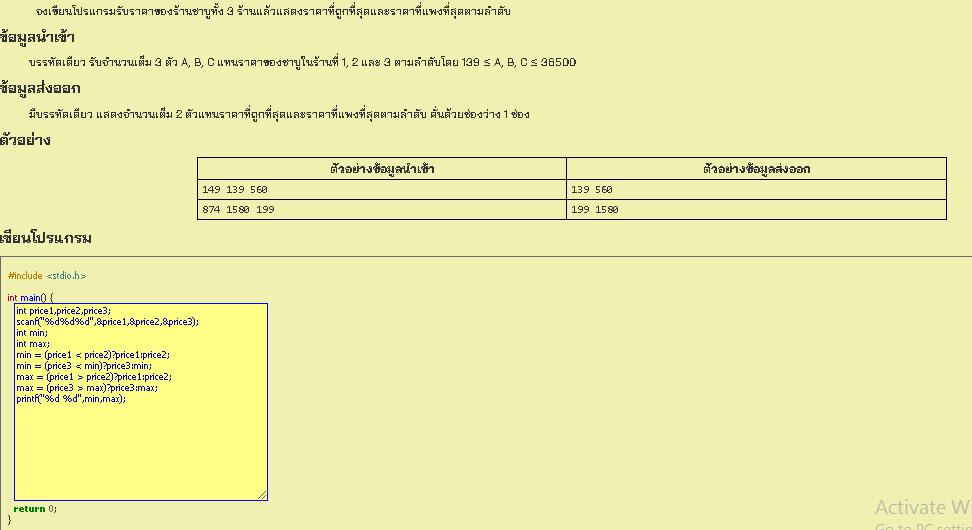 จงเขียนโปรแกรมรับราคาของร้านชาบูทั้ง 3 ร้านแล้วแสดงราคาที่ถูกที่สุดและราคาที่แพงที่สุดตามลำดับ
ข้อมูลนำเข้า
บรรทัดเดียว รับจำนวนเต็ม 3 ตัว A, B, C แทนราคาของชาบูในร้านที่ 1, 2 และ 3 ตามลำดับโดย 139 ≤ A, B, C ≤ 36500
ข้อมูลส่งออก
มีบรรทัดเดียว แสดงจำนวนเต็ม 2 ตัวแทนราคาที่ถูกที่สุดและราคาที่แพงที่สุดตามลำดับ คั่นด้วยช่องว่าง 1 ช่อง
ตัวอย่าง
ตัวอย่างข้อมูลนำเข้า ตัวอย่างข้อมูลส่งออก
149 139 560 139 560
874 1580 199 199 1580
เขียนโปรแกรม
#include <stdio.h>
int main() {
int price1,price2,price3;
scanf("%d%d%d",&price1,&price2,&price3);
int min;
int max;
min = (price1 < price2)?price1:price2;
min = (price3 < min)?price3:min;
max = (price1 > price2)?price1:price2;
max = (price3 > max)?price3:max;
printf("%d %d",min,max);
return 0;
}
Activate W
Go to PC settin